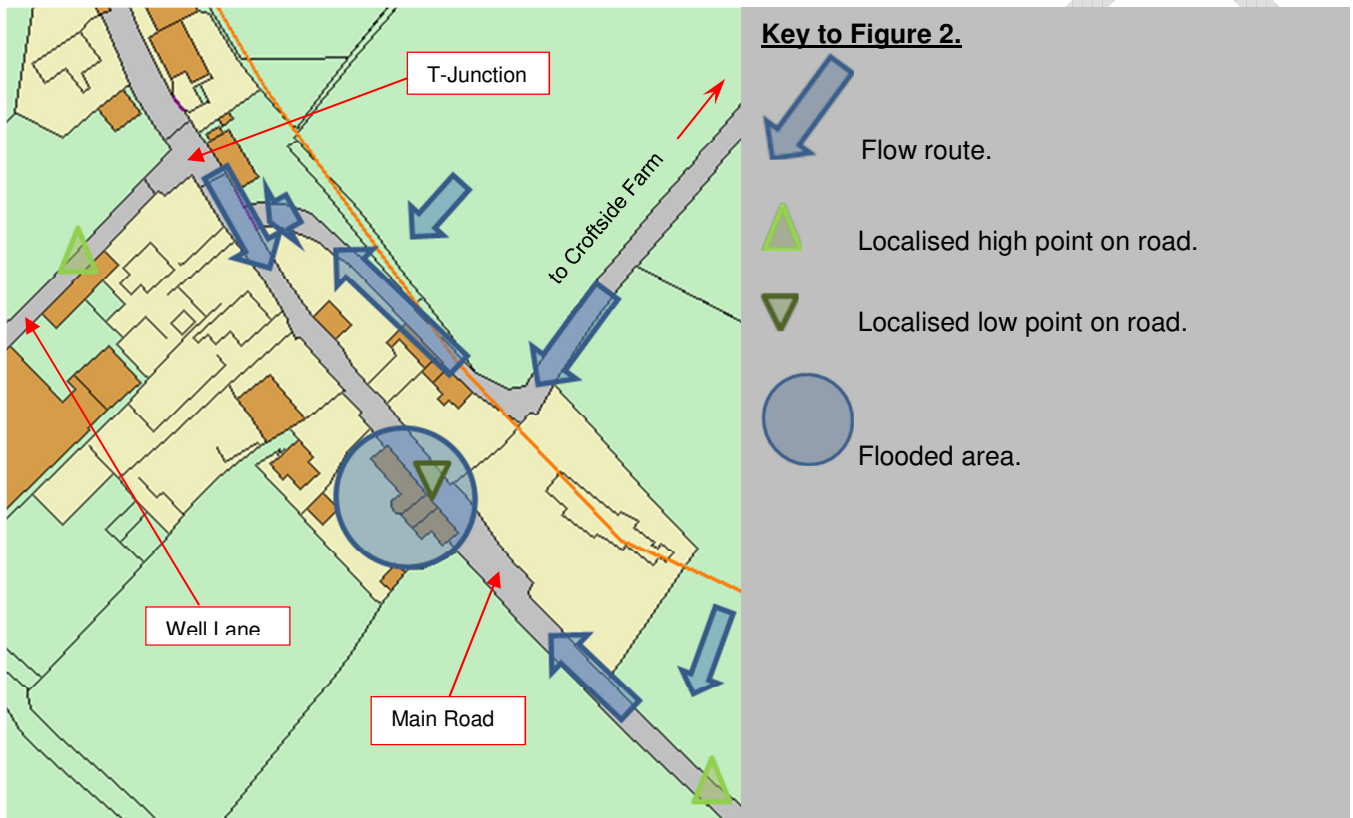 T-Junction
to Croftside Farm
Well Lane
Main Road
Key to Figure 2.
Flow route.
Localised high point on road.
Localised low point on road.
Flooded area.